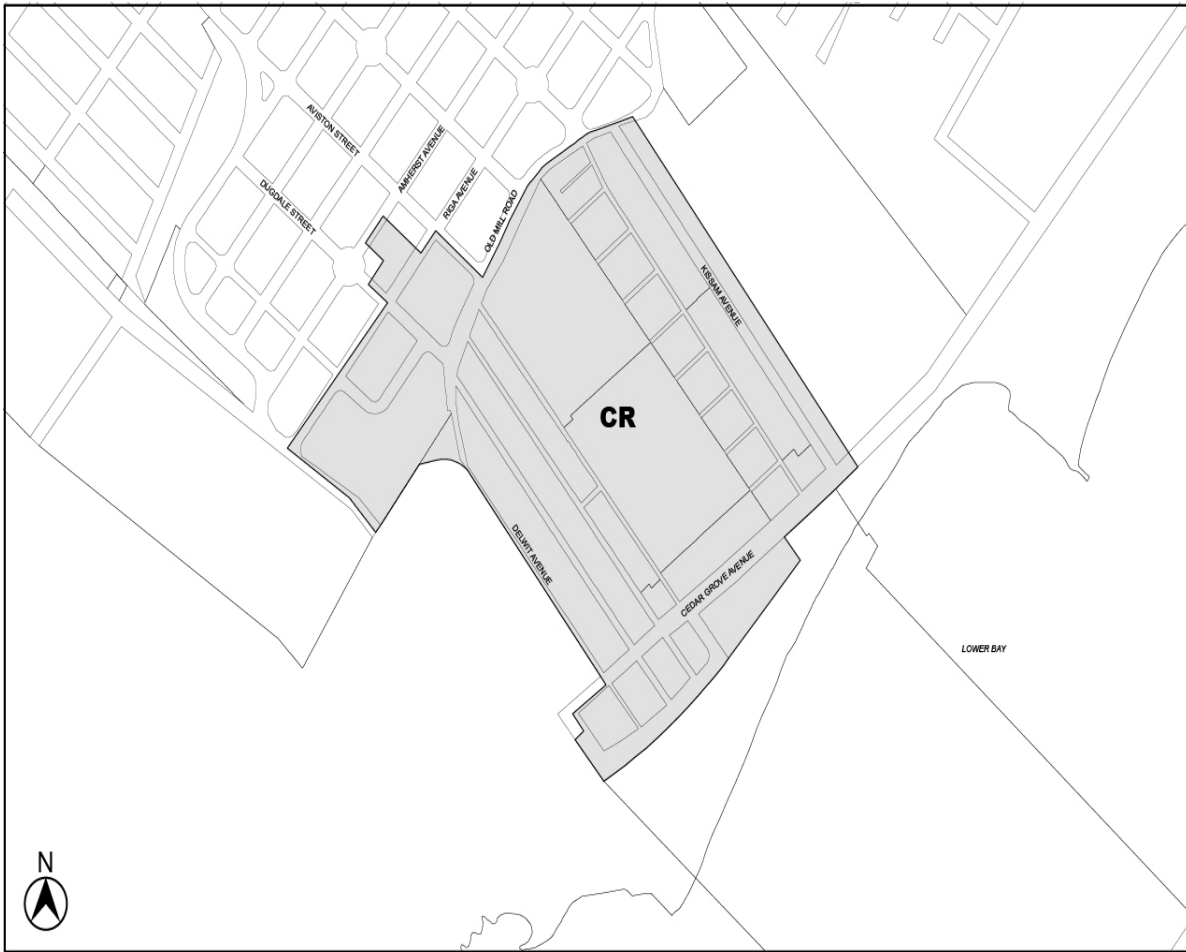 AVISTON STREET
AMHERST AVENUE
RIGA AVENUE
DUGDALE STREET
OLD MILL ROAD
KISSAM AVENUE
CR
DELWIT AVENUE
CEDAR GROVE AVENUE
LOWER BAY
N